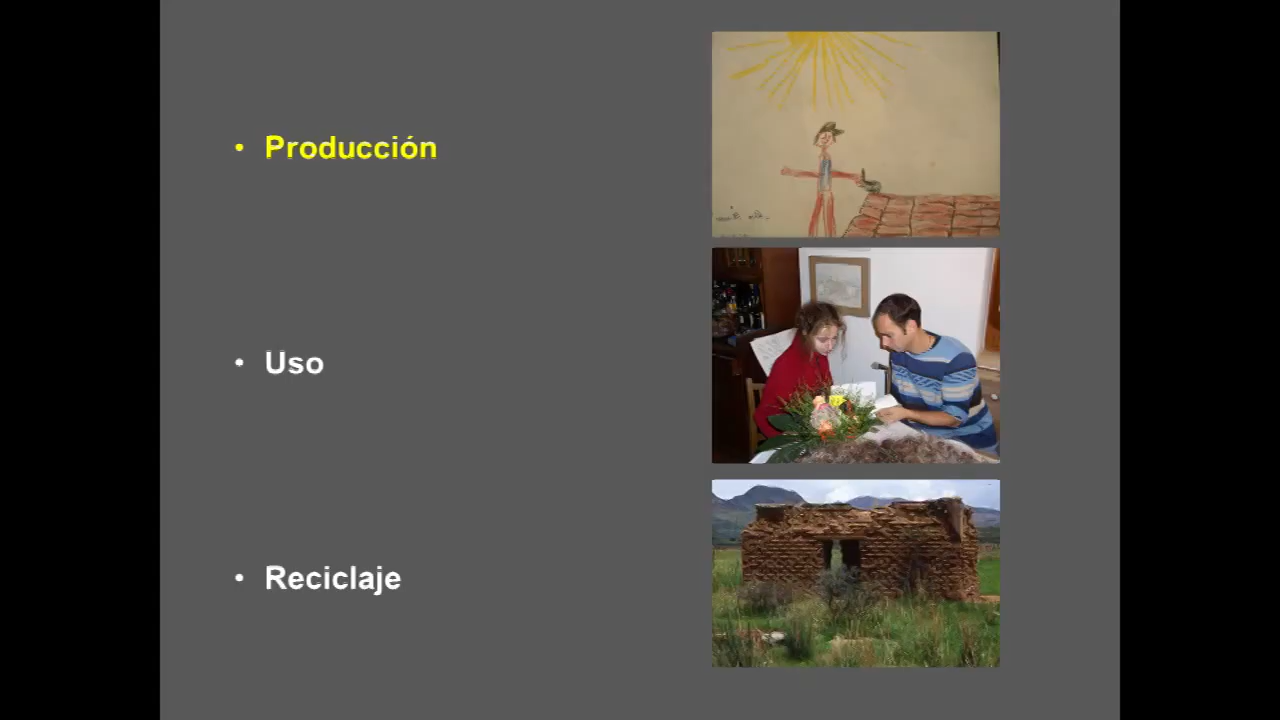 • Producción
• Uso
• Reciclaje